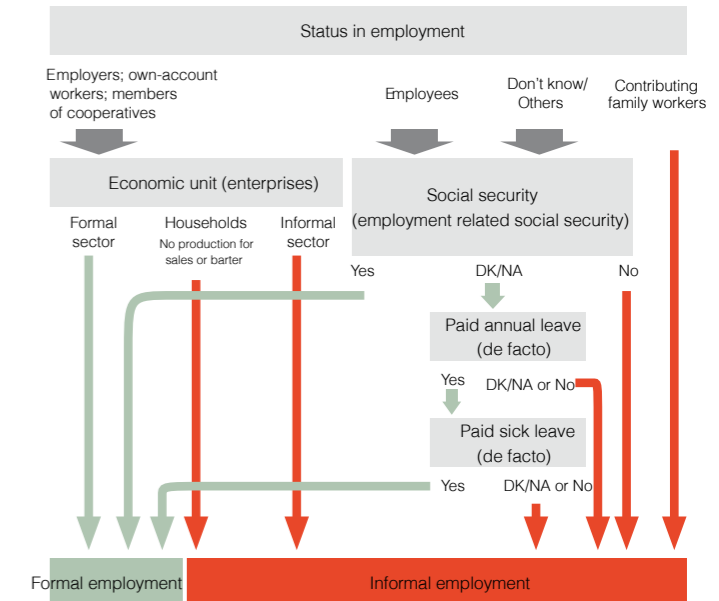 Status in employment
Employers; own-account
workers; members
of cooperatives
Employees
Don't know/
Others
Contributing
family workers
Economic unit (enterprises)
Social security
(employment related social security)
Formal
sector
Households
No production for
sales or barter
Informal
sector
Yes
DK/NA
No
Paid annual leave
(de facto)
Yes
DK/NA or No
Paid sick leave
(de facto)
Yes
DK/NA or No
Formal employment
Informal employment